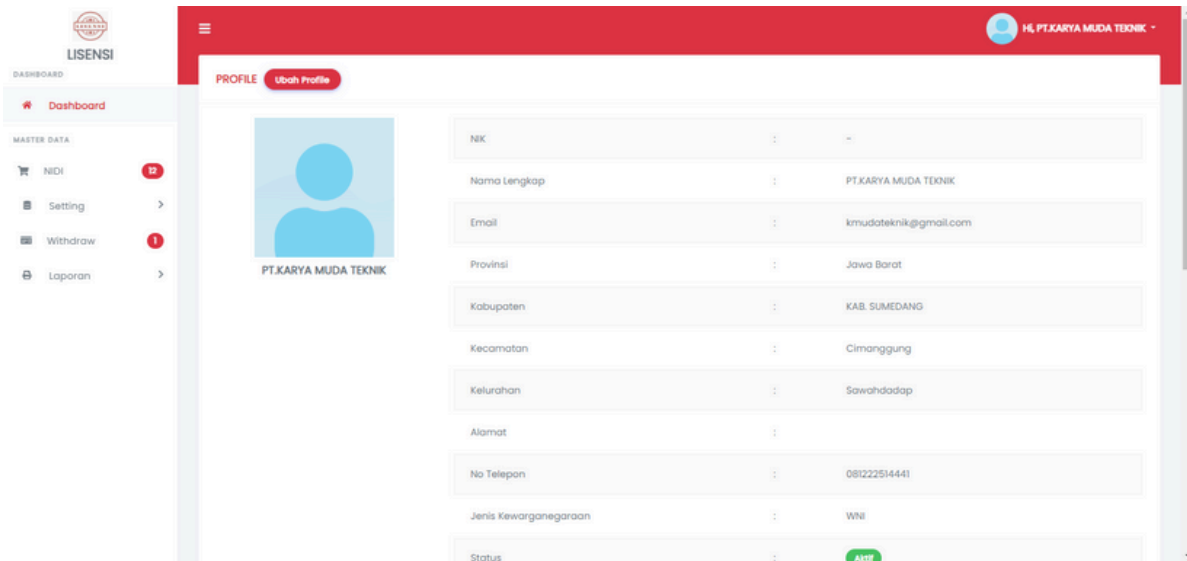 LISENSI
DASHBOARD
Dashboard
MASTER DATA
NIDI 12
Setting
Withdraw 1
Laporan
Hi, PT.KARYA MUDA TEKNIK
PROFILE Ubah Profile
PT.KARYA MUDA TEKNIK
NIK : -
Nama Lengkap : PT.KARYA MUDA TEKNIK
Email : kmudateknik@gmail.com
Provinsi : Jawa Barat
Kabupaten : KAB. SUMEDANG
Kecamatan : Cimanggung
Kelurahan : Sawahdadap
Alamat :
No Telepon : 081222514441
Jenis Kewarganegaraan : WNI
Status : Aktif